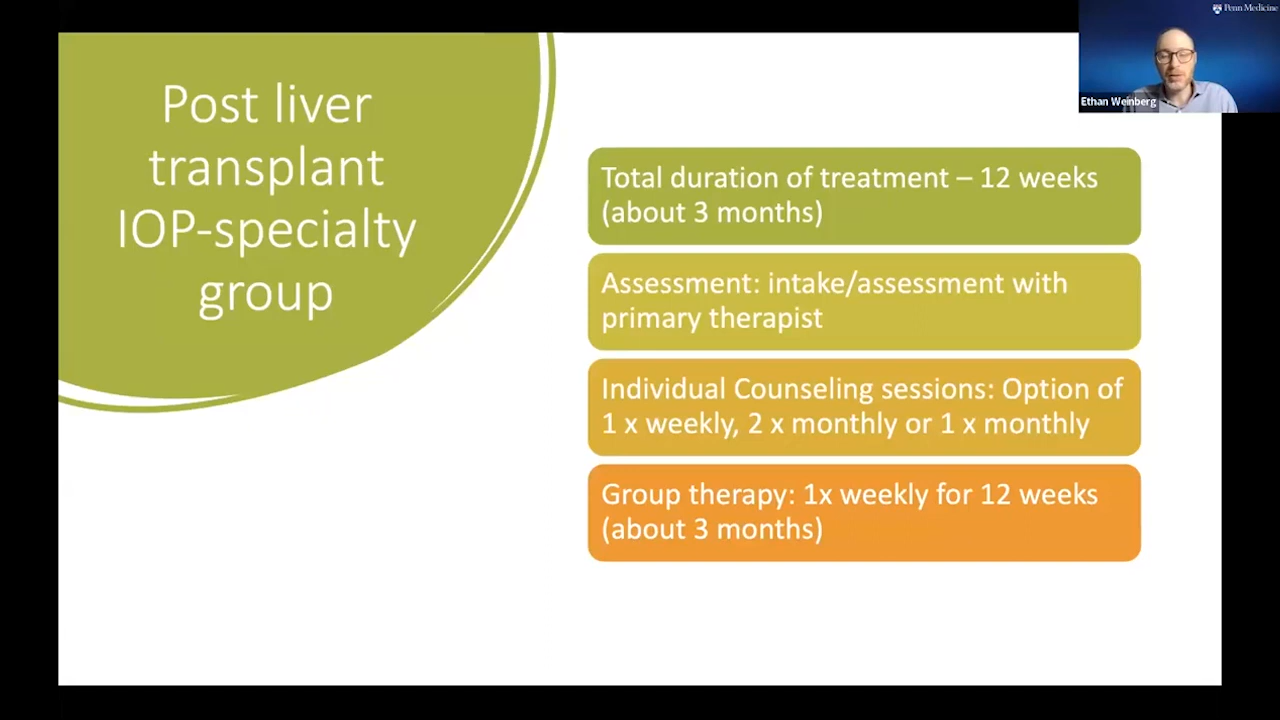 Penn Medicine
Ethan Weinberg
Post liver
transplant
IOP-specialty
group
Total duration of treatment – 12 weeks
(about 3 months)
Assessment: intake/assessment with
primary therapist
Individual Counseling sessions: Option of
1 x weekly, 2 x monthly or 1 x monthly
Group therapy: 1x weekly for 12 weeks
(about 3 months)